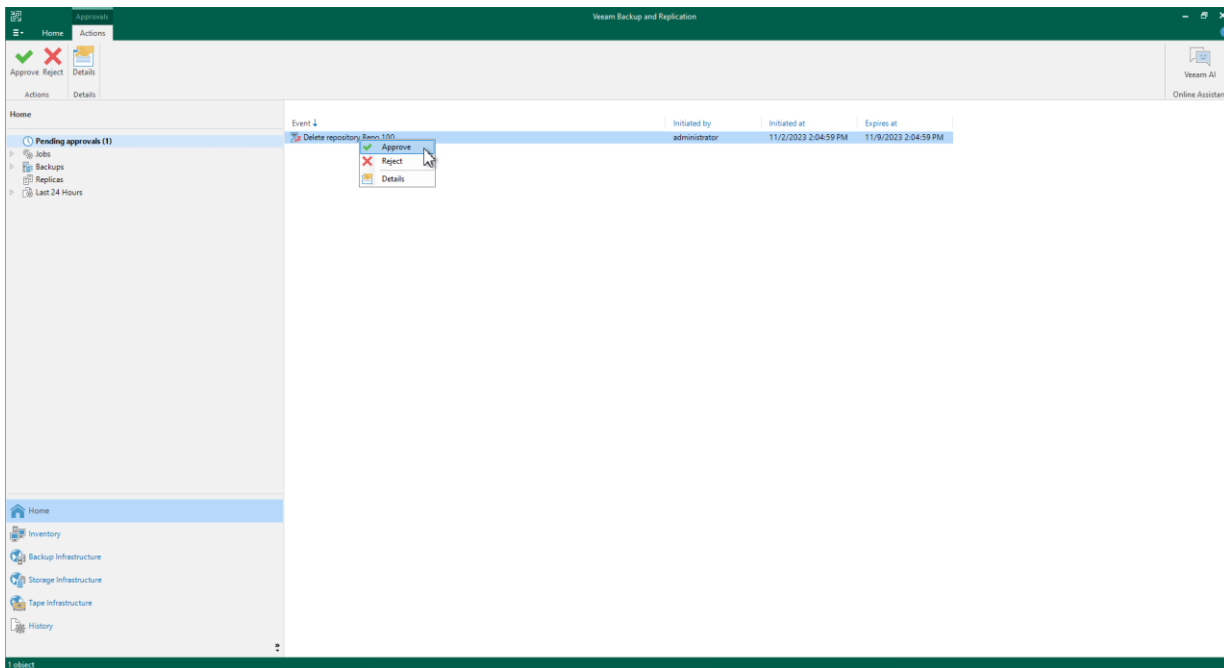 Approvals
Veeam Backup and Replication
Home Actions
Approve Reject Details
Veeam AI
Actions Details
Online Assistan
Home
Event Initiated by Initiated at Expires at
Pending approvals (1)
Delete repository Repo 100 administrator 11/2/2023 2:04:59 PM 11/9/2023 2:04:59 PM
Approve
Jobs
Reject
Backups
Replicas
Details
Last 24 Hours
Home
Inventory
Backup Infrastructure
Storage Infrastructure
Tape Infrastructure
History
1 object